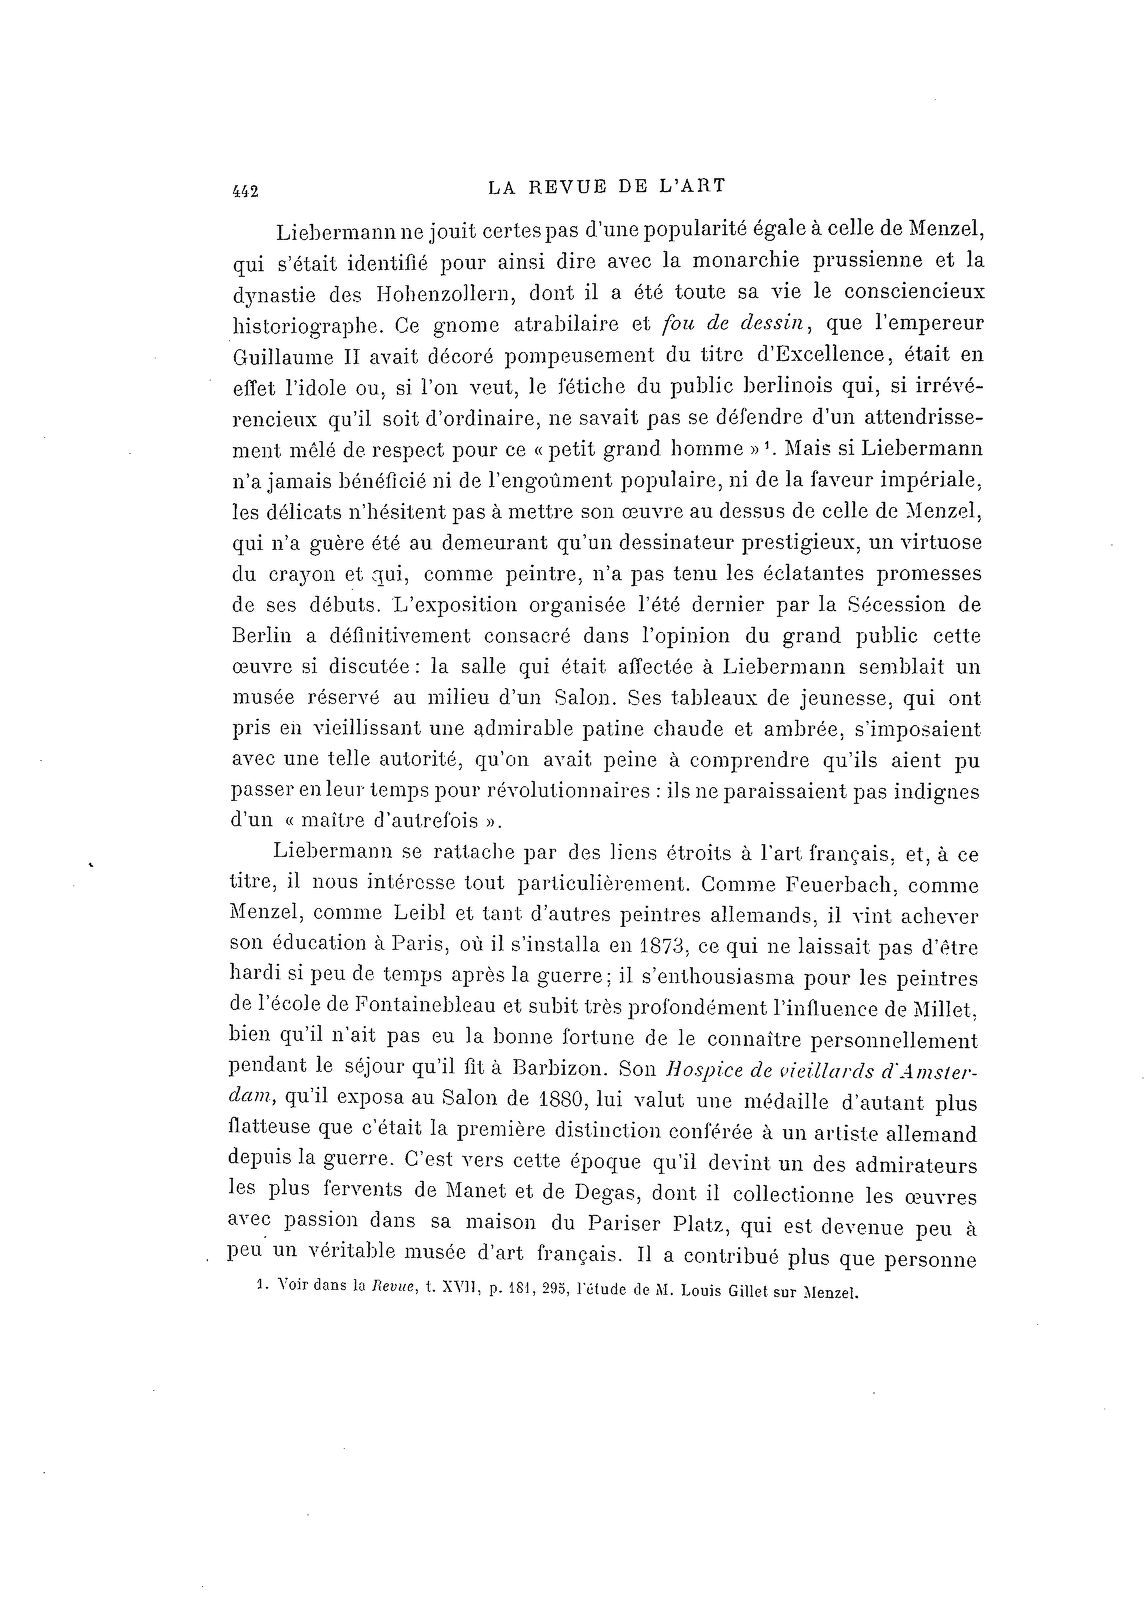 442
LA REVUE DE L'ART
Liebermann ne jouit certes pas d'une popularité égale à celle de Menzel,
qui s'était identifié pour ainsi dire avec la monarchie prussienne et la
dynastie des Hohenzollern, dont il a été toute sa vie le consciencieux
historiographe. Ce gnome atrabilaire et fou de dessin, que l'empereur
Guillaume II avait décoré pompeusement du titre d'Excellence, était en
effet l'idole ou, si l'on veut, le fétiche du public berlinois qui, si irrévé-
rencieux qu'il soit d'ordinaire, ne savait pas se défendre d'un attendrisse-
ment mêlé de respect pour ce « petit grand homme » ¹. Mais si Liebermann
n'a jamais bénéficié ni de l'engoûment populaire, ni de la faveur impériale,
les délicats n'hésitent pas à mettre son œuvre au dessus de celle de Menzel,
qui n'a guère été au demeurant qu'un dessinateur prestigieux, un virtuose
du crayon et qui, comme peintre, n'a pas tenu les éclatantes promesses
de ses débuts. L'exposition organisée l'été dernier par la Sécession de
Berlin a définitivement consacré dans l'opinion du grand public cette
œuvre si discutée : la salle qui était affectée à Liebermann semblait un
musée réservé au milieu d'un Salon. Ses tableaux de jeunesse, qui ont
pris en vieillissant une admirable patine chaude et ambrée, s'imposaient
avec une telle autorité, qu'on avait peine à comprendre qu'ils aient pu
passer en leur temps pour révolutionnaires : ils ne paraissaient pas indignes
d'un « maître d'autrefois ».
Liebermann se rattache par des liens étroits à l'art français, et, à ce
titre, il nous intéresse tout particulièrement. Comme Feuerbach, comme
Menzel, comme Leibl et tant d'autres peintres allemands, il vint achever
son éducation à Paris, où il s'installa en 1873, ce qui ne laissait pas d'être
hardi si peu de temps après la guerre; il s'enthousiasma pour les peintres
de l'école de Fontainebleau et subit très profondément l'influence de Millet,
bien qu'il n'ait pas eu la bonne fortune de le connaître personnellement
pendant le séjour qu'il fit à Barbizon. Son Hospice de vieillards d'Amster-
dam, qu'il exposa au Salon de 1880, lui valut une médaille d'autant plus
flatteuse que c'était la première distinction conférée à un artiste allemand
depuis la guerre. C'est vers cette époque qu'il devint un des admirateurs
les plus fervents de Manet et de Degas, dont il collectionne les œuvres
avec passion dans sa maison du Pariser Platz, qui est devenue peu à
peu un véritable musée d'art français. Il a contribué plus que personne
1. Voir dans la Revue, t. XVII, p. 181, 295, l'étude de M. Louis Gillet sur Menzel.